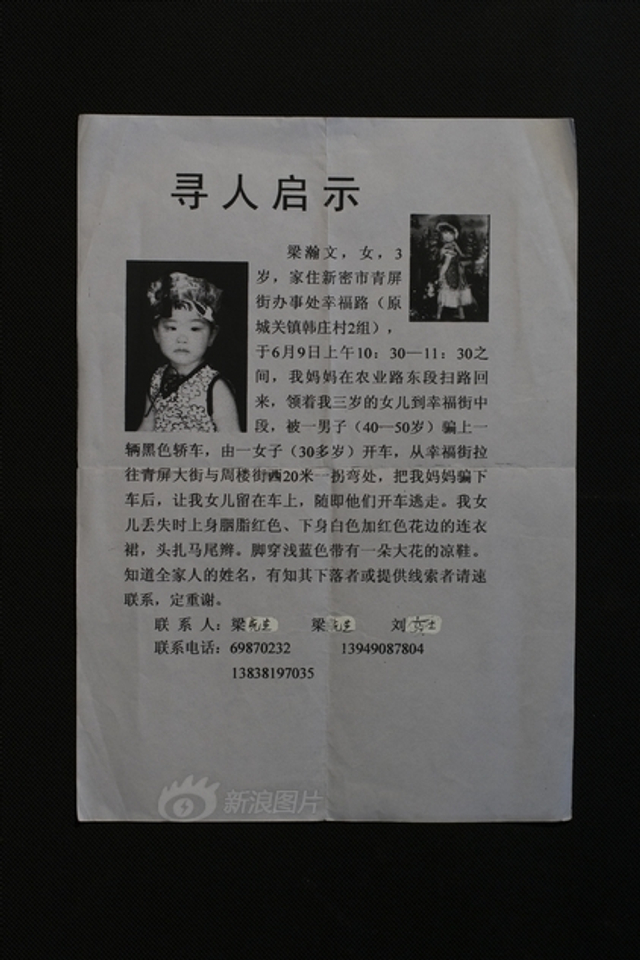 寻人启示
梁瀚文，女，3
岁，家住新密市青屏
街办事处幸福路（原
城关镇韩庄村2组），
于6月9日上午10：30—11：30之
间，我妈妈在农业路东段扫路回
来，领着我三岁的女儿到幸福街中
段，被一男子（40—50岁）骗上一
辆黑色轿车，由一女子（30多岁）开车，从幸福街拉
往青屏大街与周楼街西20米一拐弯处，把我妈妈骗下
车后，让我女儿留在车上，随即他们开车逃走。我女
儿丢失时上身胭脂红色、下身白色加红色花边的连衣
裙，头扎马尾辫。脚穿浅蓝色带有一朵大花的凉鞋。
知道全家人的姓名，有知其下落者或提供线索者请速
联系，定重谢。
联 系 人：梁先生 梁先生 刘女士
联系电话：69870232 13949087804
13838197035
新浪图片